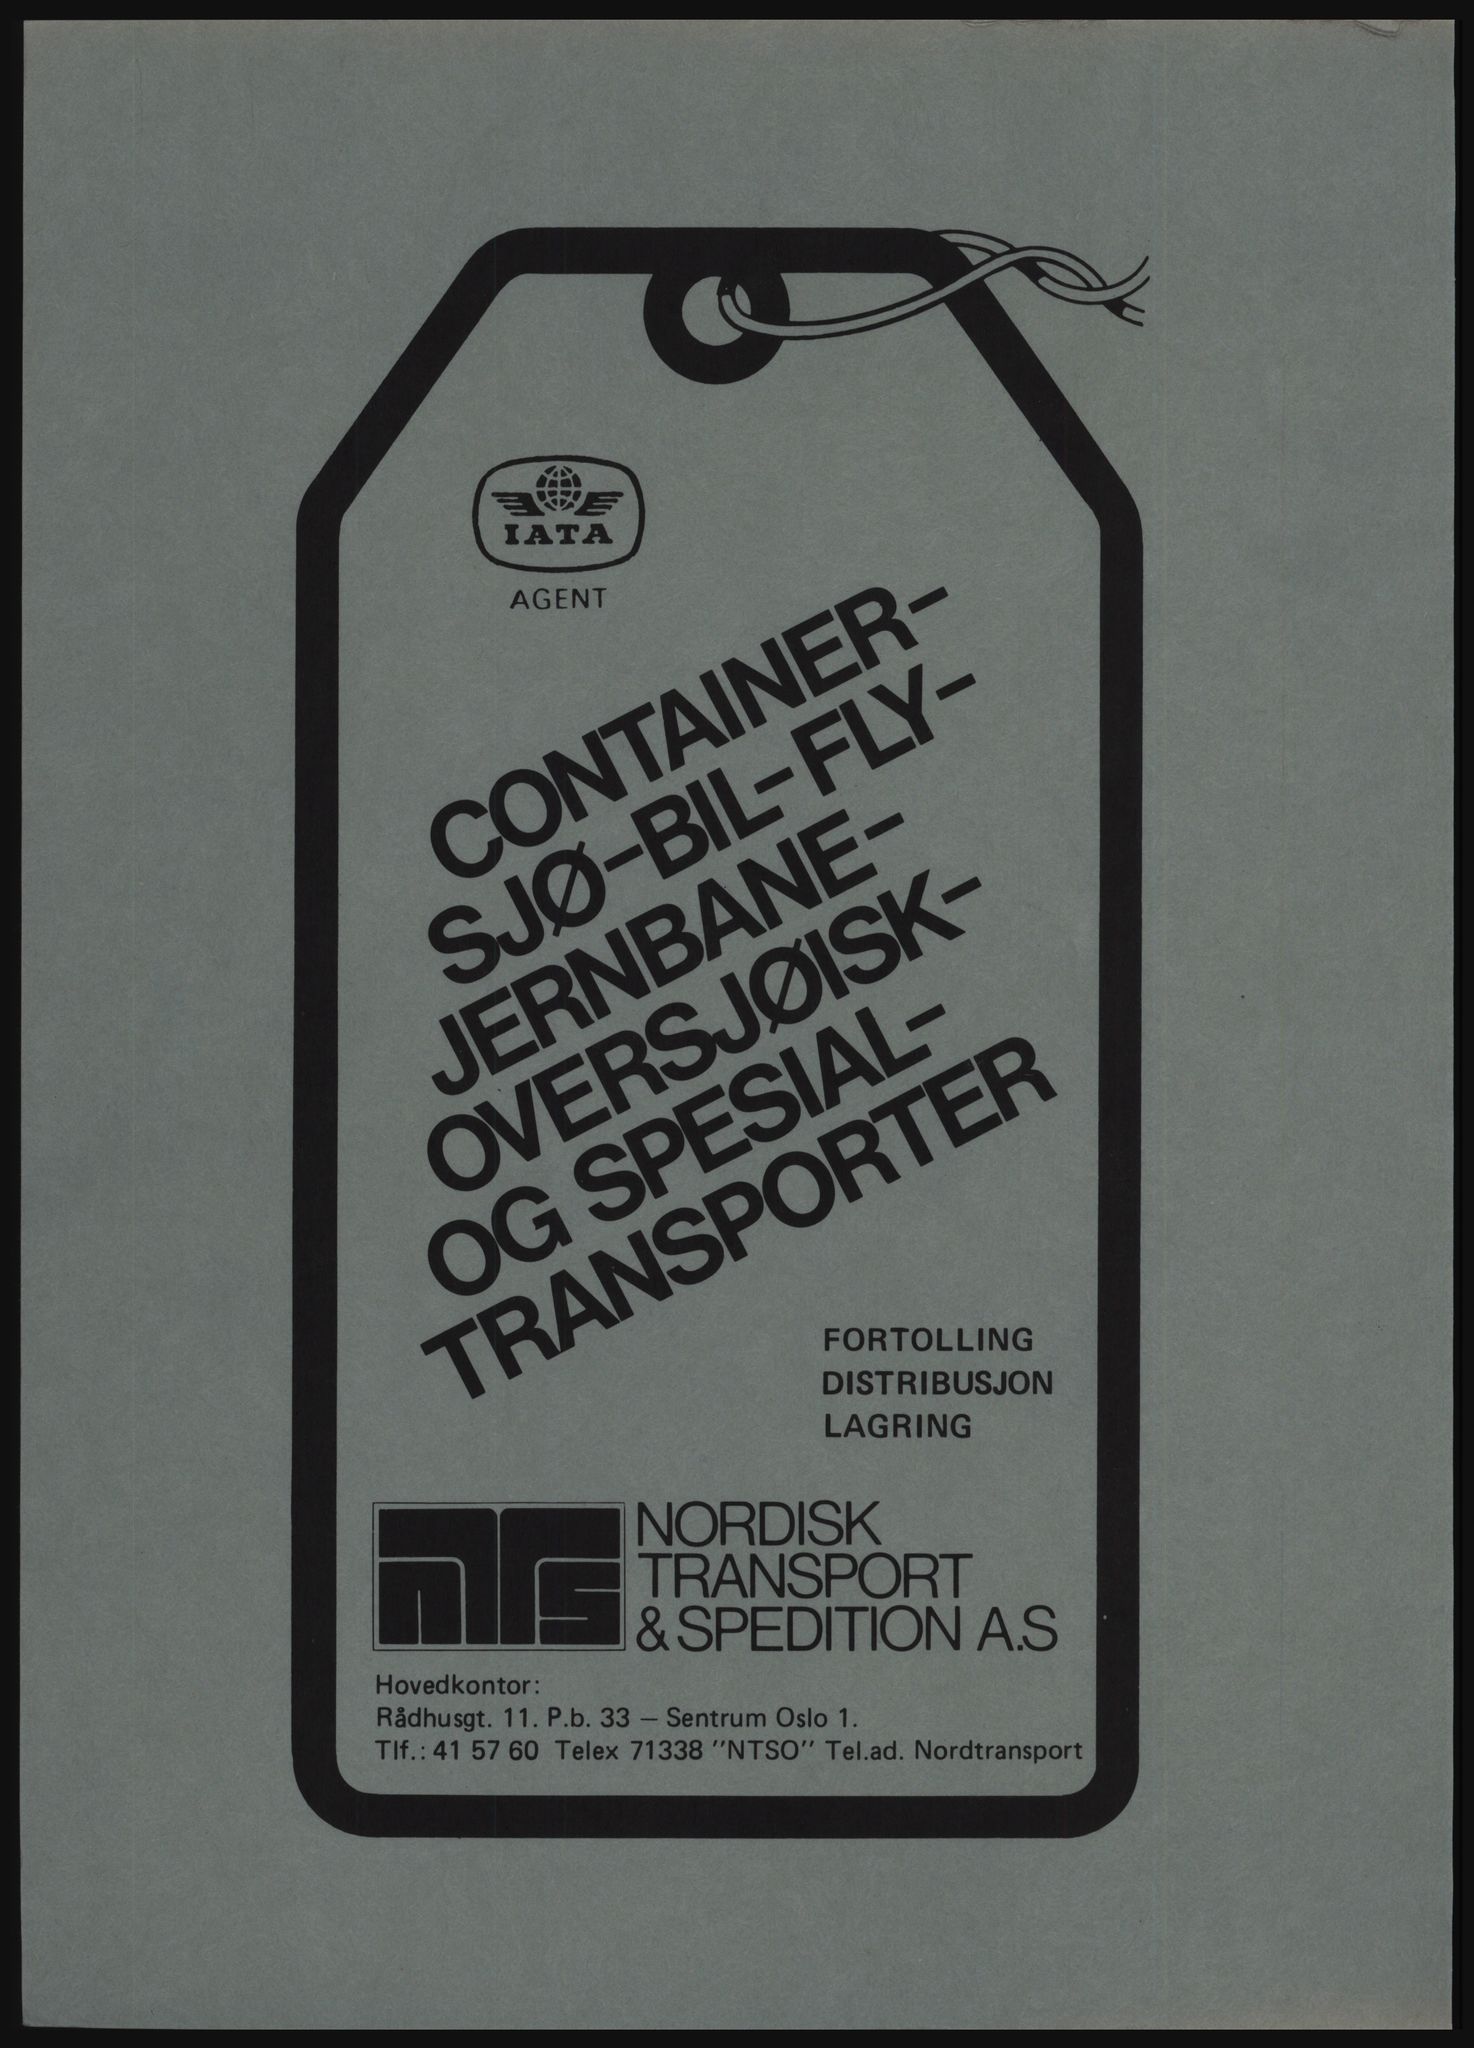 IATA
AGENT
CONTAINER-
SJØ-BIL-FLY-
JERNBANE-
OVERSJØISK-
OG SPESIAL-
TRANSPORTER
FORTOLLING
DISTRIBUSJON
LAGRING
nTS
NORDISK
TRANSPORT
& SPEDITION A.S
Hovedkontor:
Rådhusgt. 11. P.b. 33 – Sentrum Oslo 1.
Tlf.: 41 57 60 Telex 71338 "NTSO" Tel.ad. Nordtransport